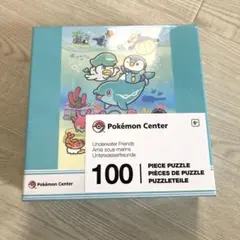 Pokémon Center
Underwater Friends
Amis sous-marins
Unterwasserfreunde
100
PIECE PUZZLE
PIÈCES DE PUZZLE
PUZZLETEILE
Pokémon Center